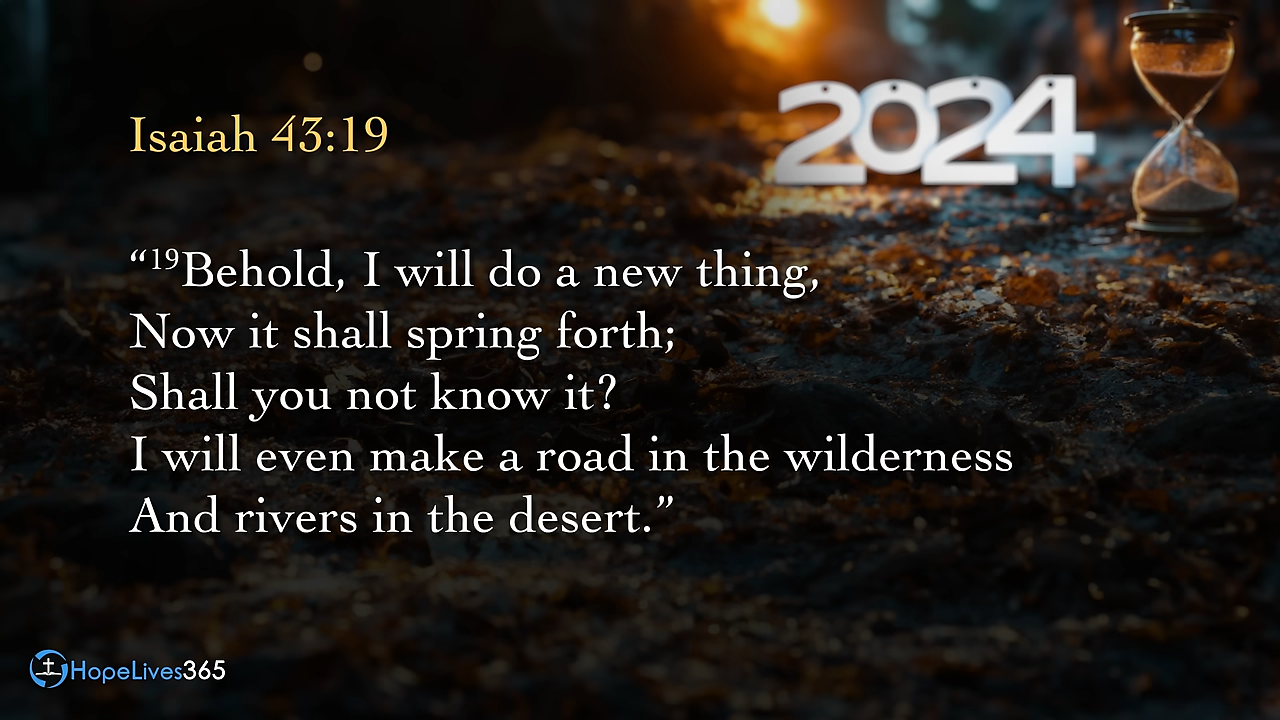 2024
Isaiah 43:19
“¹⁹Behold, I will do a new thing,
Now it shall spring forth;
Shall you not know it?
I will even make a road in the wilderness
And rivers in the desert.”
HopeLives365